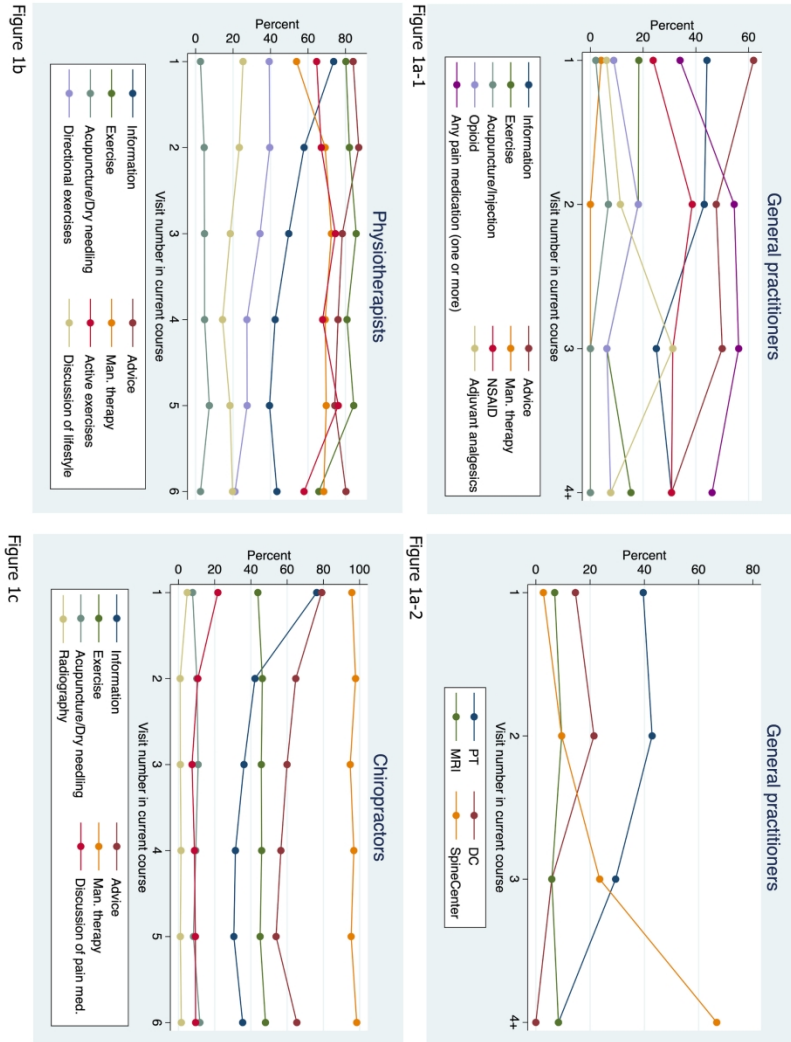 Figure 1a-1
General practitioners
Percent
0 20 40 60
1 2 3 4+
Visit number in current course
Information Advice
Exercise Man. therapy
Acupuncture/Injection NSAID
Opioid Adjuvant analgesics
Any pain medication (one or more)
Figure 1a-2
General practitioners
Percent
0 20 40 60 80
1 2 3 4+
Visit number in current course
PT DC
MRI SpineCenter
Figure 1b
Physiotherapists
Percent
0 20 40 60 80
1 2 3 4 5 6
Visit number in current course
Information Advice
Exercise Man. therapy
Acupuncture/Dry needling Active exercises
Directional exercises Discussion of lifestyle
Figure 1c
Chiropractors
Percent
0 20 40 60 80 100
1 2 3 4 5 6
Visit number in current course
Information Advice
Exercise Man. therapy
Acupuncture/Dry needling Discussion of pain med.
Radiography